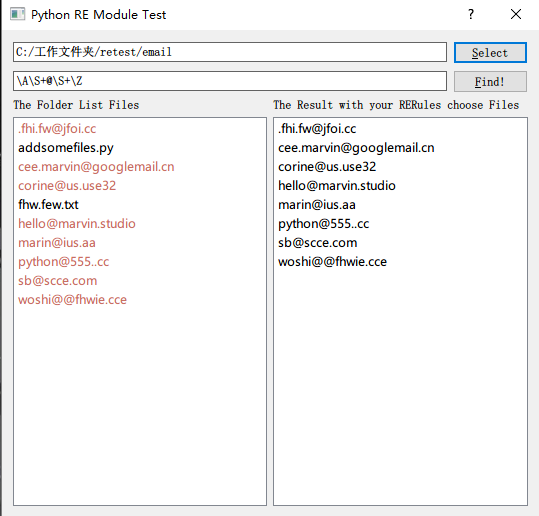 Python RE Module Test
C:/工作文件夹/retest/email
Select
\A\S+@\S+\Z
Find!
The Folder List Files
The Result with your RERules choose Files
.fhi.fw@jfoi.cc
addsomefiles.py
cee.marvin@googlemail.cn
corine@us.use32
fhw.few.txt
hello@marvin.studio
marin@ius.aa
python@555..cc
sb@scce.com
woshi@@fhwie.cce
.fhi.fw@jfoi.cc
cee.marvin@googlemail.cn
corine@us.use32
hello@marvin.studio
marin@ius.aa
python@555..cc
sb@scce.com
woshi@@fhwie.cce